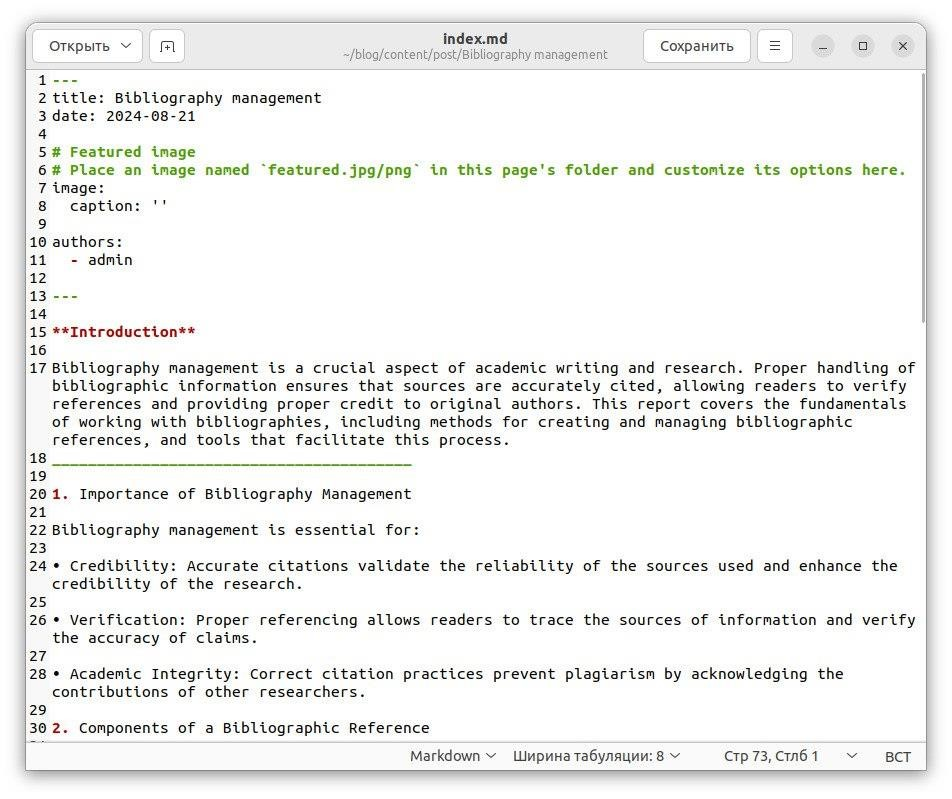 Открыть
index.md
~/blog/content/post/Bibliography management
Сохранить
1 ---
2 title: Bibliography management
3 date: 2024-08-21
4
5 # Featured image
6 # Place an image named `featured.jpg/png` in this page's folder and customize its options here.
7 image:
8   caption: ''
9
10 authors:
11   - admin
12
13 ---
14
15 **Introduction**
16
17 Bibliography management is a crucial aspect of academic writing and research. Proper handling of
bibliographic information ensures that sources are accurately cited, allowing readers to verify
references and providing proper credit to original authors. This report covers the fundamentals
of working with bibliographies, including methods for creating and managing bibliographic
references, and tools that facilitate this process.
18 ________________________________________
19
20 1. Importance of Bibliography Management
21
22 Bibliography management is essential for:
23
24 • Credibility: Accurate citations validate the reliability of the sources used and enhance the
credibility of the research.
25
26 • Verification: Proper referencing allows readers to trace the sources of information and verify
the accuracy of claims.
27
28 • Academic Integrity: Correct citation practices prevent plagiarism by acknowledging the
contributions of other researchers.
29
30 2. Components of a Bibliographic Reference
Markdown Ширина табуляции: 8 Стр 73, Стлб 1 ВСТ